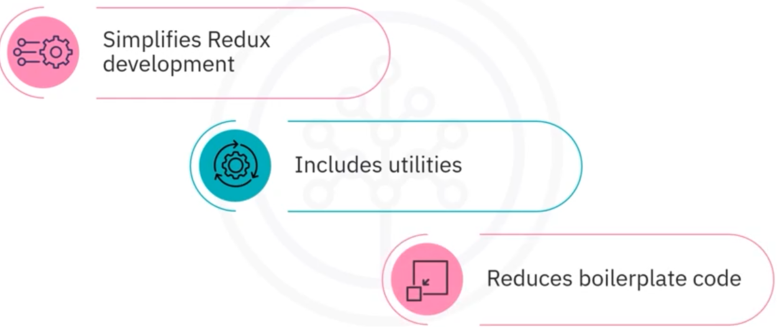 Simplifies Redux
development
Includes utilities
Reduces boilerplate code